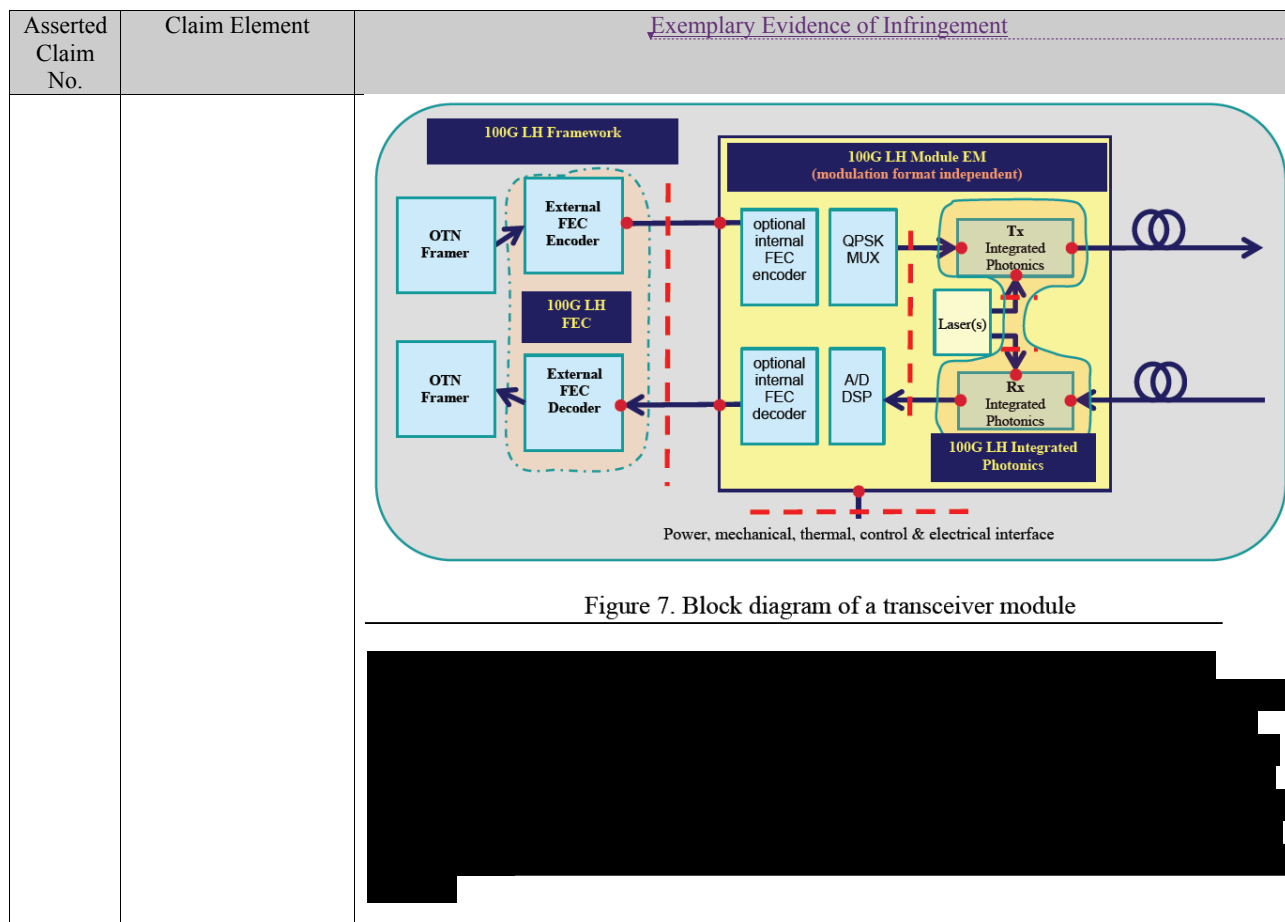 Asserted
Claim
No.
Claim Element
Exemplary Evidence of Infringement
100G LH Framework
100G LH Module EM
(modulation format independent)
OTN
Framer
External
FEC
Encoder
optional
internal
FEC
encoder
QPSK
MUX
Tx
Integrated
Photonics
100G LH
FEC
Laser(s)
OTN
Framer
External
FEC
Decoder
optional
internal
FEC
decoder
A/D
DSP
Rx
Integrated
Photonics
100G LH Integrated
Photonics
Power, mechanical, thermal, control & electrical interface
Figure 7. Block diagram of a transceiver module